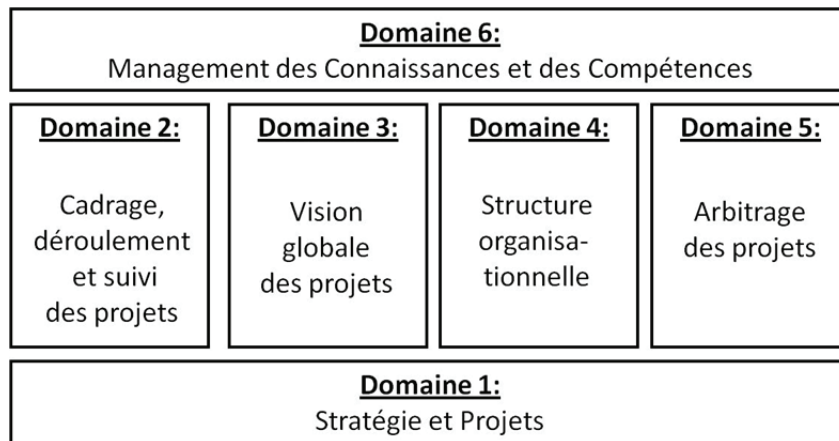 Domaine 6:
Management des Connaissances et des Compétences
Domaine 2:
Cadrage,
déroulement
et suivi
des projets
Domaine 3:
Vision
globale
des projets
Domaine 4:
Structure
organisa-
tionnelle
Domaine 5:
Arbitrage
des projets
Domaine 1:
Stratégie et Projets